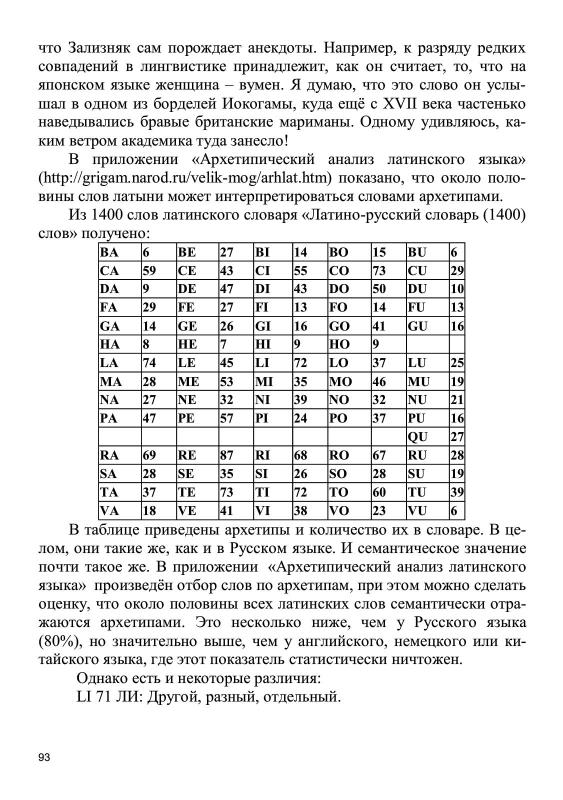 что Зализняк сам порождает анекдоты. Например, к разряду редких
совпадений в лингвистике принадлежит, как он считает, то, что на
японском языке женщина – вумен. Я думаю, что это слово он услы-
шал в одном из борделей Иокогамы, куда ещё с XVII века частенько
наведывались бравые британские мариманы. Одному удивляюсь, ка-
ким ветром академика туда занесло!
В приложении «Архетипический анализ латинского языка»
(http://grigam.narod.ru/velik-mog/arhlat.htm) показано, что около поло-
вины слов латыни может интерпретироваться словами архетипами.
Из 1400 слов латинского словаря «Латино-русский словарь (1400)
слов» получено:
BA 6 BE 27 BI 14 BO 15 BU 6
CA 59 CE 43 CI 55 CO 73 CU 29
DA 9 DE 47 DI 43 DO 50 DU 10
FA 29 FE 27 FI 13 FO 14 FU 13
GA 14 GE 26 GI 16 GO 41 GU 16
HA 8 HE 7 HI 9 HO 9
LA 74 LE 45 LI 72 LO 37 LU 25
MA 28 ME 53 MI 35 MO 46 MU 19
NA 27 NE 32 NI 39 NO 32 NU 21
PA 47 PE 57 PI 24 PO 37 PU 16
QU 27
RA 69 RE 87 RI 68 RO 67 RU 28
SA 28 SE 35 SI 26 SO 28 SU 19
TA 37 TE 73 TI 72 TO 60 TU 39
VA 18 VE 41 VI 38 VO 23 VU 6
В таблице приведены архетипы и количество их в словаре. В це-
лом, они такие же, как и в Русском языке. И семантическое значение
почти такое же. В приложении «Архетипический анализ латинского
языка» произведён отбор слов по архетипам, при этом можно сделать
оценку, что около половины всех латинских слов семантически отра-
жаются архетипами. Это несколько ниже, чем у Русского языка
(80%), но значительно выше, чем у английского, немецкого или ки-
тайского языка, где этот показатель статистически ничтожен.
Однако есть и некоторые различия:
LI 71 ЛИ: Другой, разный, отдельный.
93